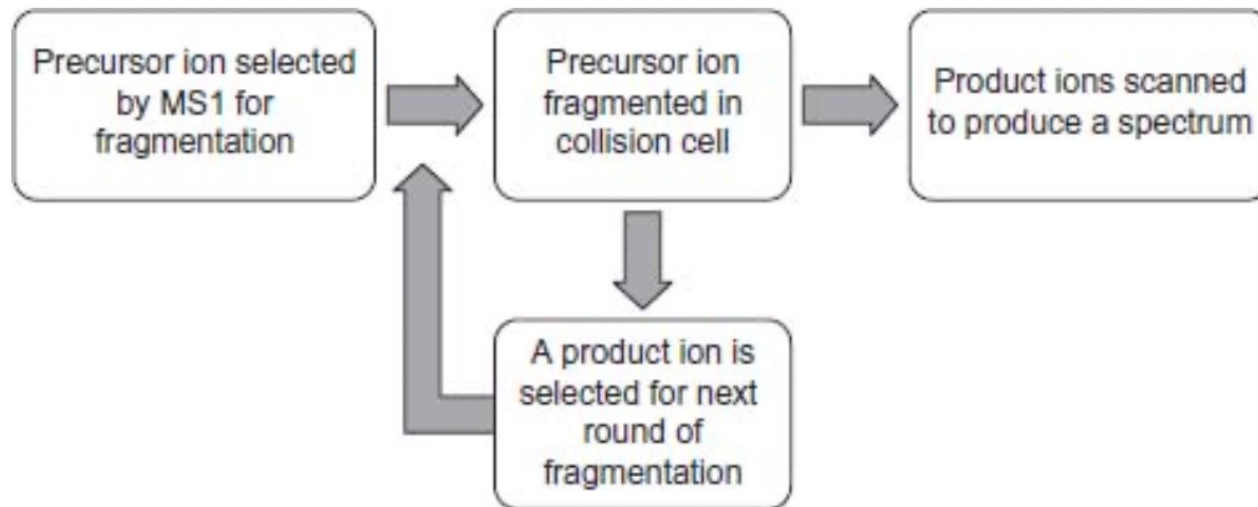 Precursor ion selected
by MS1 for
fragmentation
Precursor ion
fragmented in
collision cell
Product ions scanned
to produce a spectrum
A product ion is
selected for next
round of
fragmentation